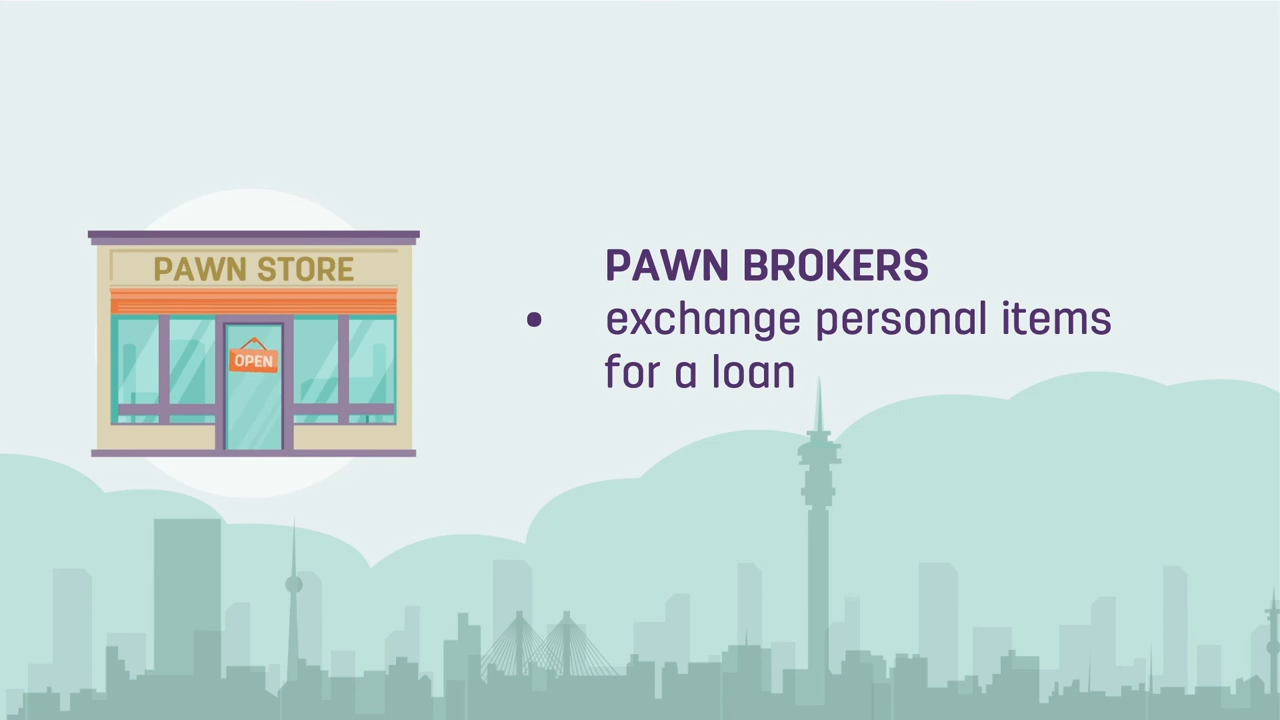 PAWN STORE
OPEN
PAWN BROKERS
• exchange personal items
for a loan